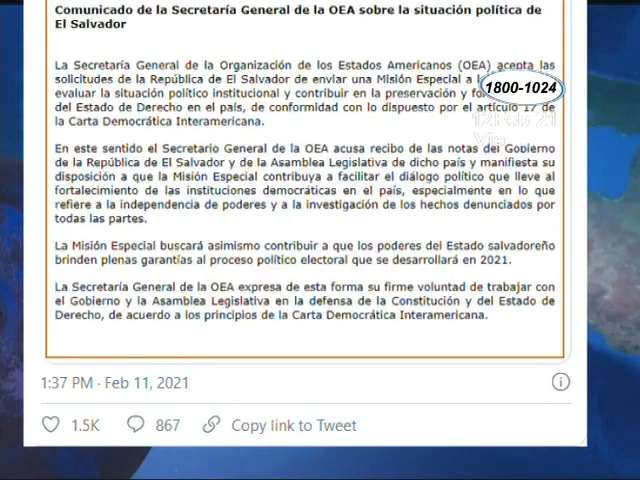 Comunicado de la Secretaría General de la OEA sobre la situación política de
El Salvador
La Secretaría General de la Organización de los Estados Americanos (OEA) acepta las
solicitudes de la República de El Salvador de enviar una Misión Especial a
1800-1024
evaluar la situación político institucional y contribuir en la preservación y
del Estado de Derecho en el país, de conformidad con lo dispuesto por el artículo 17 de
12Feb 21
la Carta Democrática Interamericana.
Vie
En este sentido el Secretario General de la OEA acusa recibo de las notas del Gobierno
de la República de El Salvador y de la Asamblea Legislativa de dicho país y manifiesta su
disposición a que la Misión Especial contribuya a facilitar el diálogo político que lleve al
fortalecimiento de las instituciones democráticas en el país, especialmente en lo que
refiere a la independencia de poderes y a la investigación de los hechos denunciados por
todas las partes.
La Misión Especial buscará asimismo contribuir a que los poderes del Estado salvadoreño
brinden plenas garantías al proceso político electoral que se desarrollará en 2021.
La Secretaría General de la OEA expresa de esta forma su firme voluntad de trabajar con
el Gobierno y la Asamblea Legislativa en la defensa de la Constitución y del Estado de
Derecho, de acuerdo a los principios de la Carta Democrática Interamericana.
1:37 PM · Feb 11, 2021
1.5K 867 Copy link to Tweet